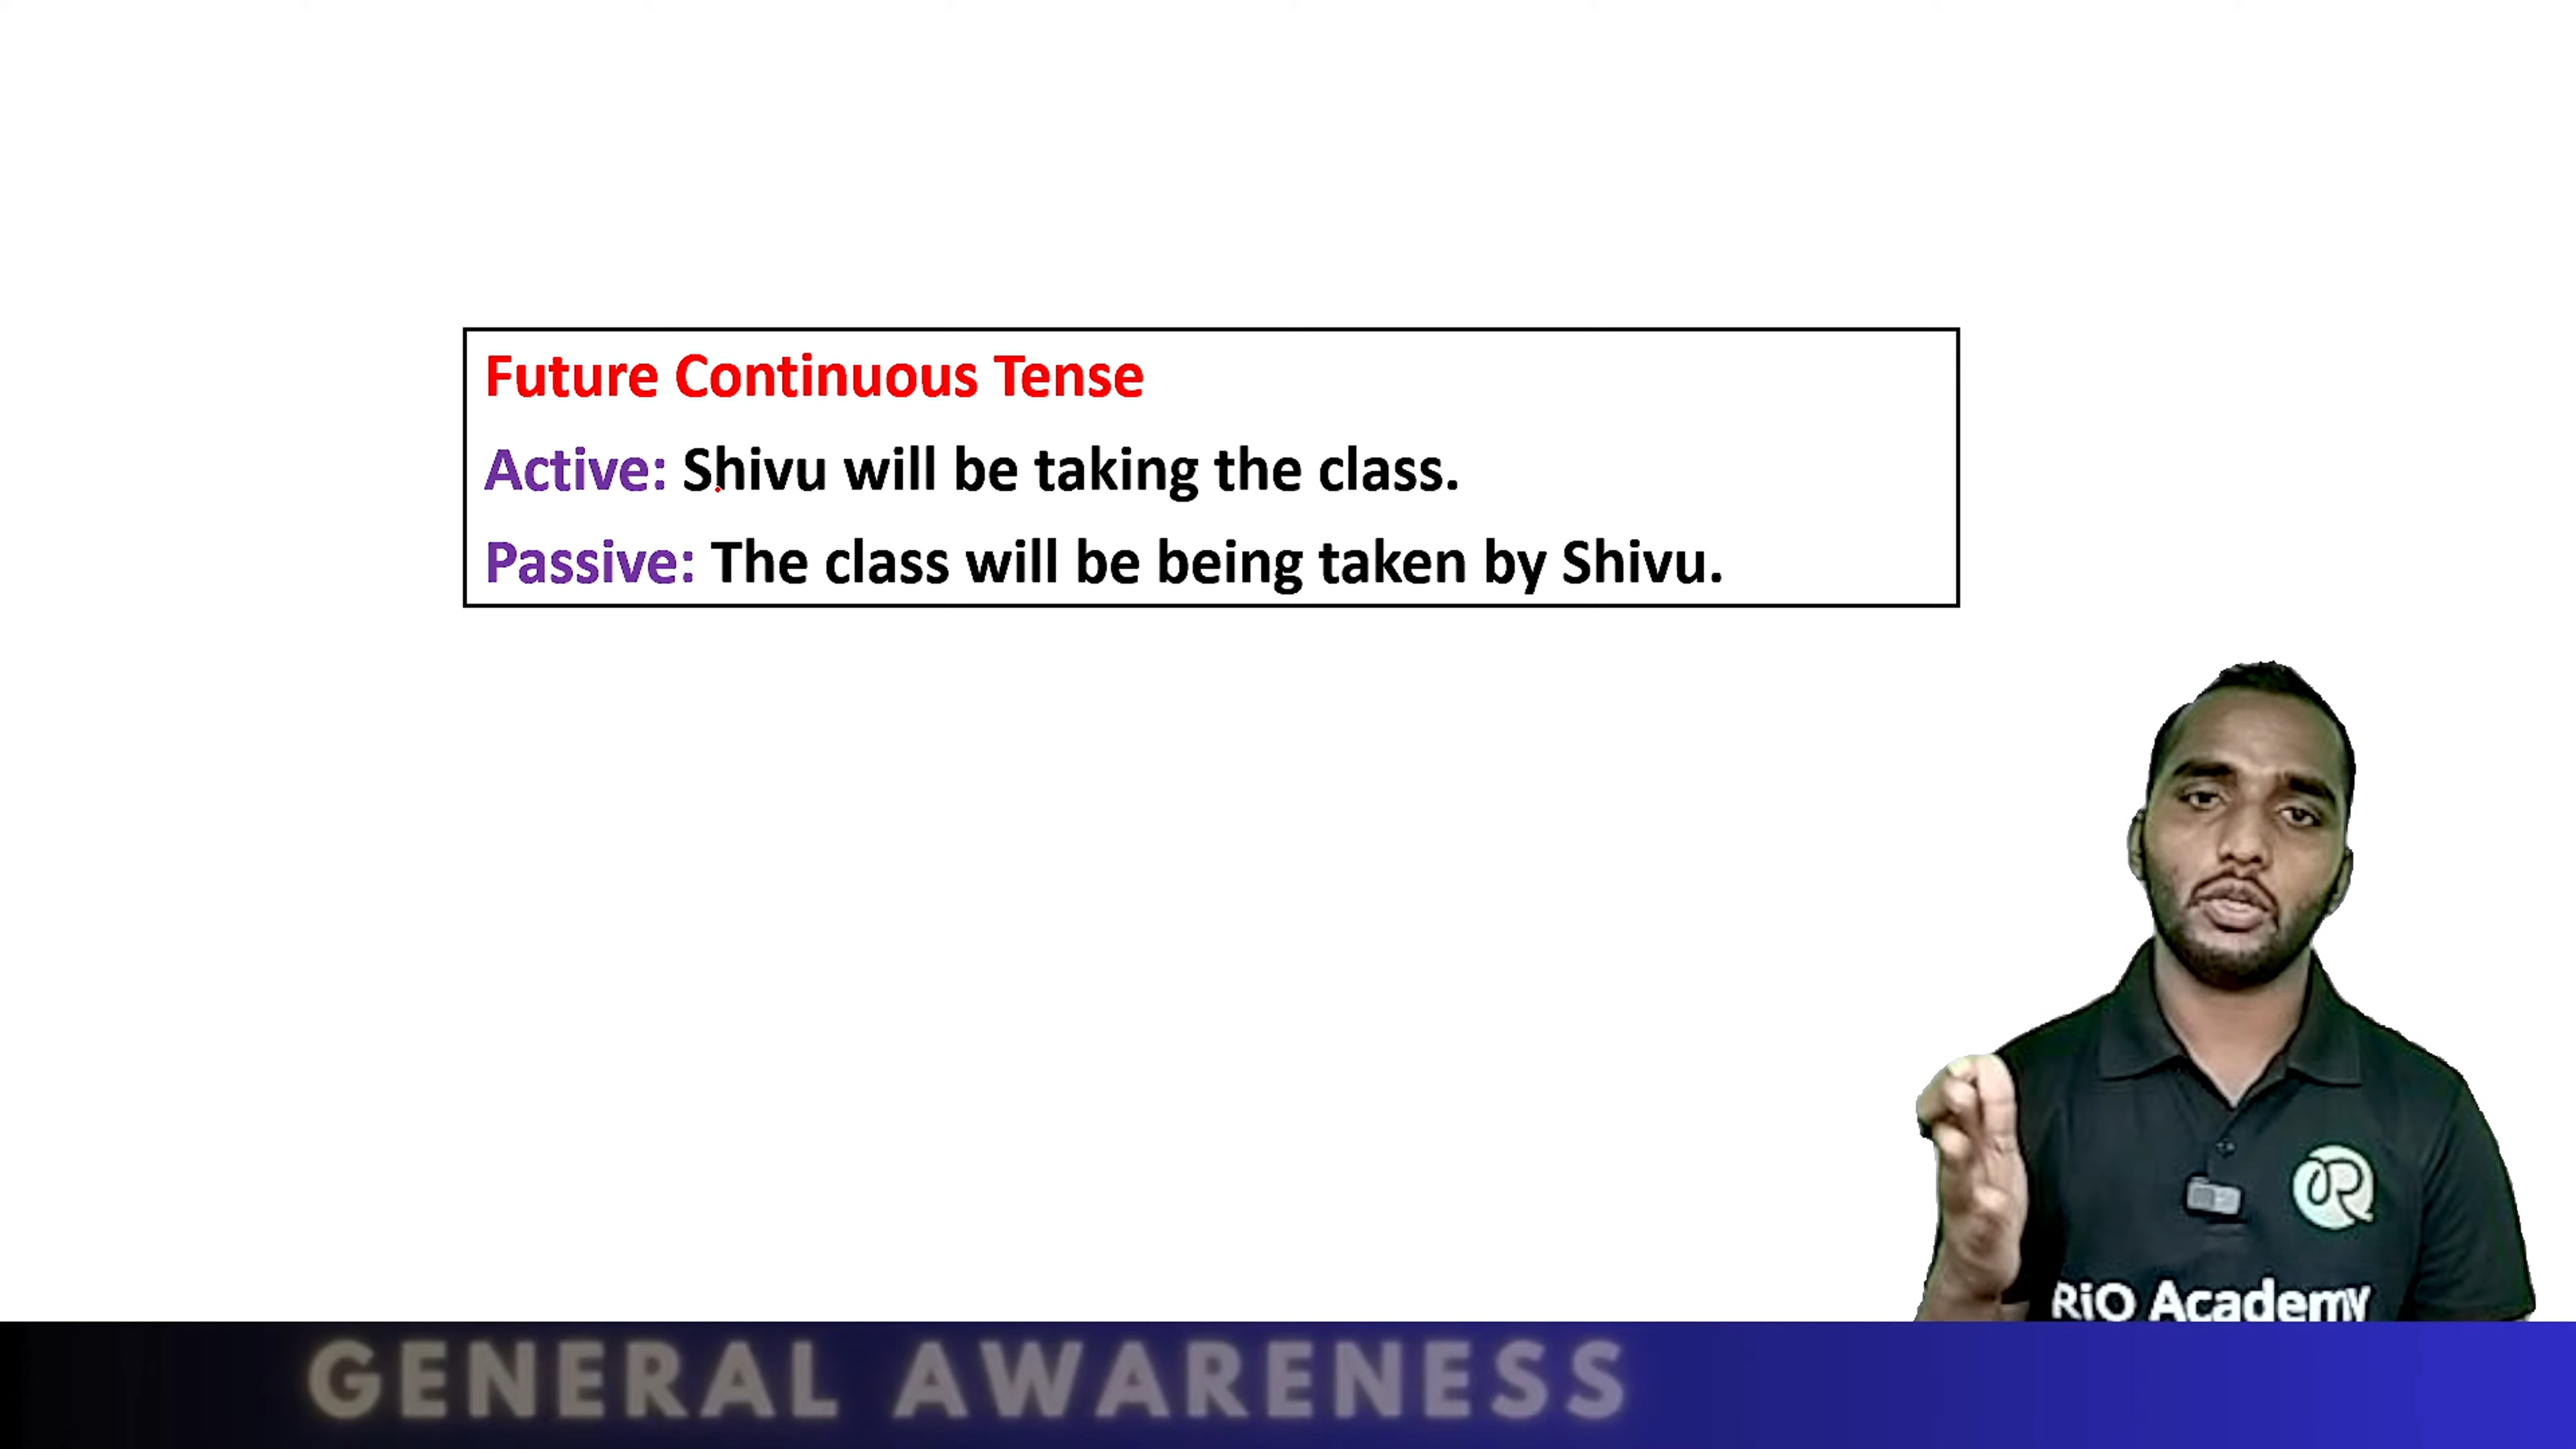 Future Continuous Tense
Active: Shivu will be taking the class.
Passive: The class will be being taken by Shivu.
RiO Academy
GENERAL AWARENESS